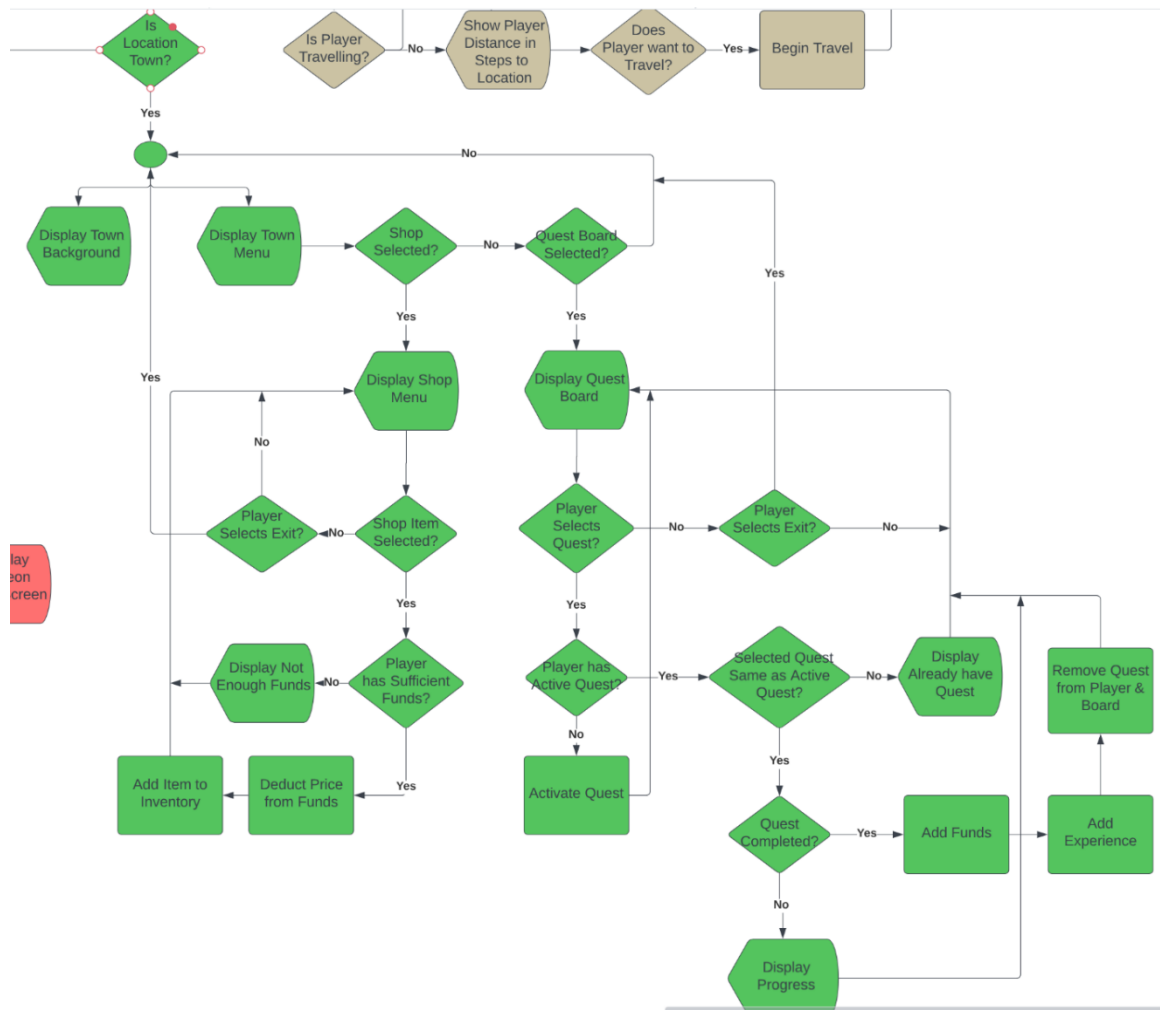 Is
Location
Town?
Is Player
Travelling?
No
Show Player
Distance in
Steps to
Location
Does
Player want to
Travel?
Yes
Begin Travel
Yes
No
Display Town
Background
Display Town
Menu
Shop
Selected?
No
Quest Board
Selected?
Yes
Yes
Yes
Yes
Display Shop
Menu
Display Quest
Board
No
Player
Selects Exit?
No
Shop Item
Selected?
Player
Selects
Quest?
No
Player
Selects Exit?
No
lay
eon
creen
Yes
Yes
Display Not
Enough Funds
No
Player
has Sufficient
Funds?
Player has
Active Quest?
Yes
Selected Quest
Same as Active
Quest?
No
Display
Already have
Quest
Remove Quest
from Player &
Board
No
Yes
Yes
Add Item to
Inventory
Deduct Price
from Funds
Activate Quest
Quest
Completed?
Yes
Add Funds
Add
Experience
No
Display
Progress